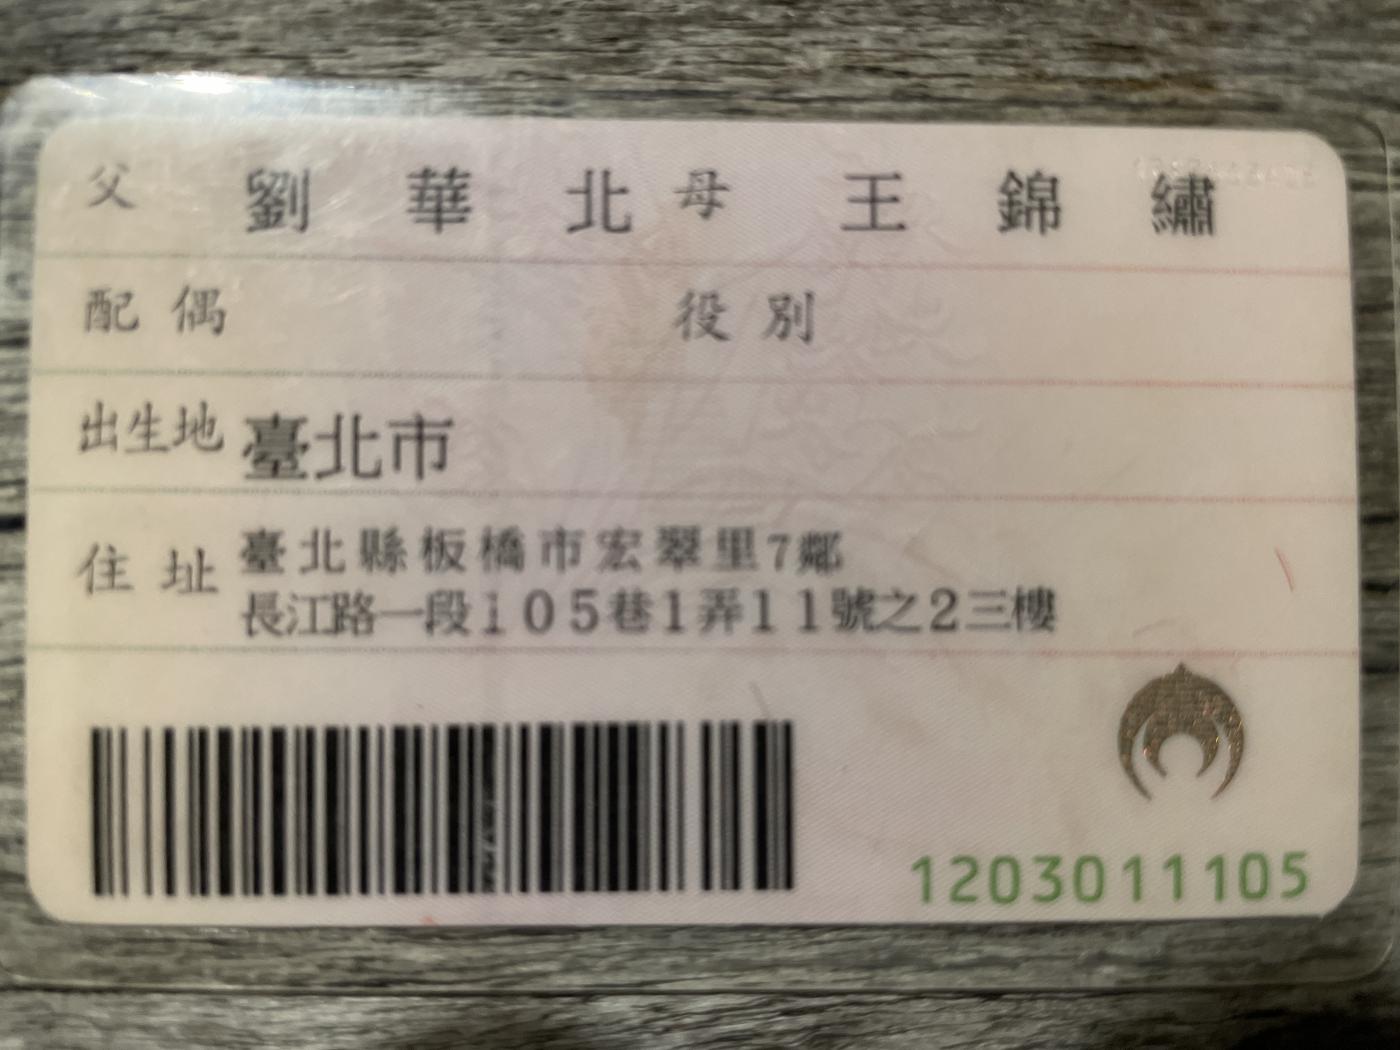 父 劉華北 母 王錦繡
配偶 役別
出生地 臺北市
住址 臺北縣板橋市宏翠里7鄰
長江路一段105巷1弄11號之2三樓
1203011105